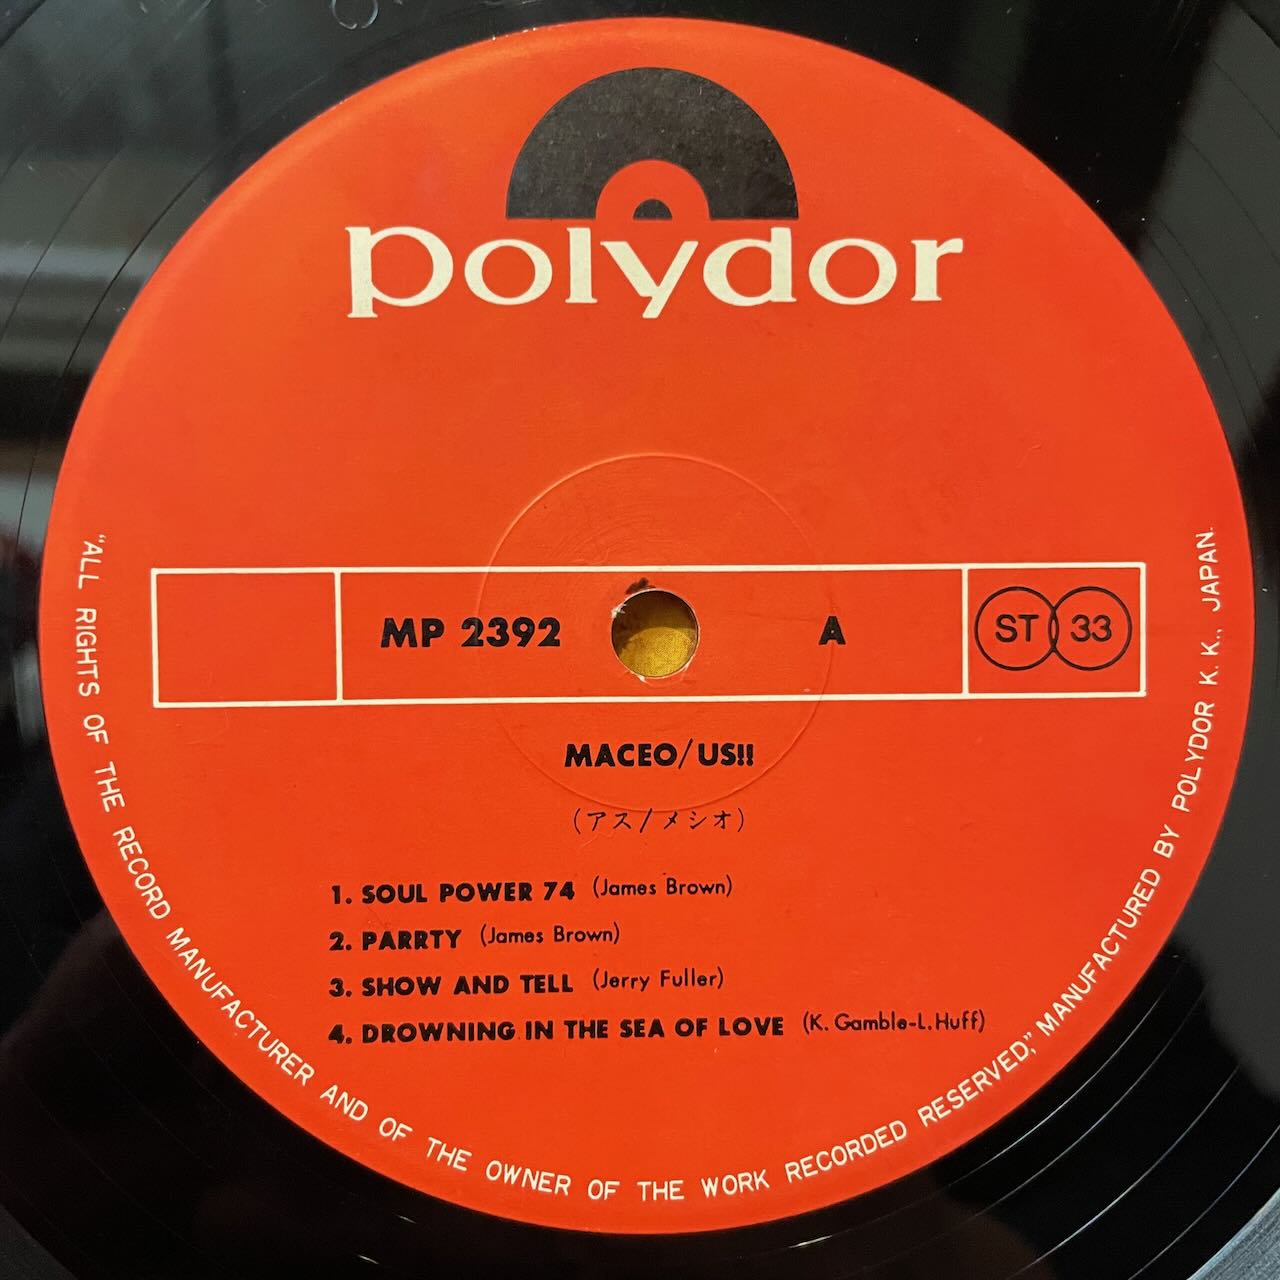 polydor
MP 2392
A
ST 33
MACEO/US!!
(アス/メシオ)
1. SOUL POWER 74 (James Brown)
2. PARRTY (James Brown)
3. SHOW AND TELL (Jerry Fuller)
4. DROWNING IN THE SEA OF LOVE (K. Gamble-L.Huff)
"ALL RIGHTS OF THE RECORD MANUFACTURER AND OF THE OWNER OF THE WORK RECORDED RESERVED," MANUFACTURED BY POLYDOR K. K., JAPAN.